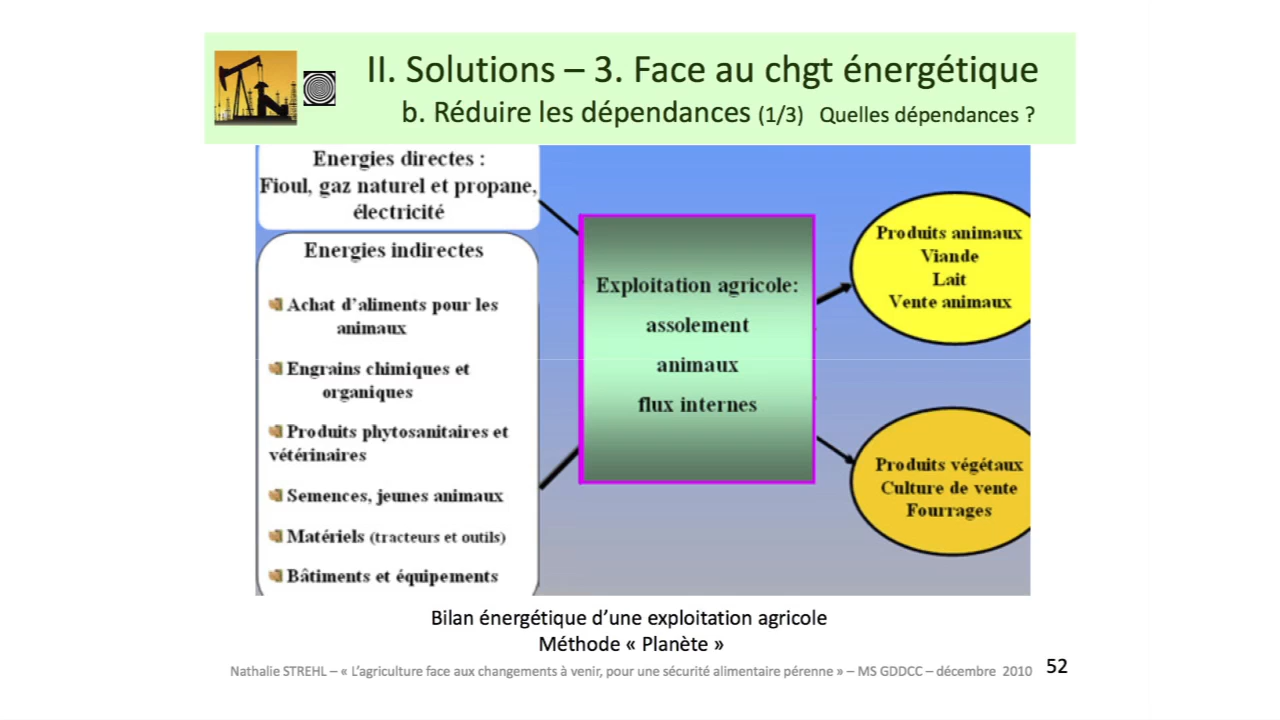 II. Solutions – 3. Face au chgt énergétique
b. Réduire les dépendances (1/3) Quelles dépendances ?
Energies directes :
Fioul, gaz naturel et propane,
électricité
Energies indirectes
Achat d’aliments pour les
animaux
Engrains chimiques et
organiques
Produits phytosanitaires et
vétérinaires
Semences, jeunes animaux
Matériels (tracteurs et outils)
Bâtiments et équipements
Exploitation agricole:
assolement
animaux
flux internes
Produits animaux
Viande
Lait
Vente animaux
Produits végétaux
Culture de vente
Fourrages
Bilan énergétique d’une exploitation agricole
Méthode « Planète »
Nathalie STREHL – « L’agriculture face aux changements à venir, pour une sécurité alimentaire pérenne » – MS GDDCC – décembre 2010 52